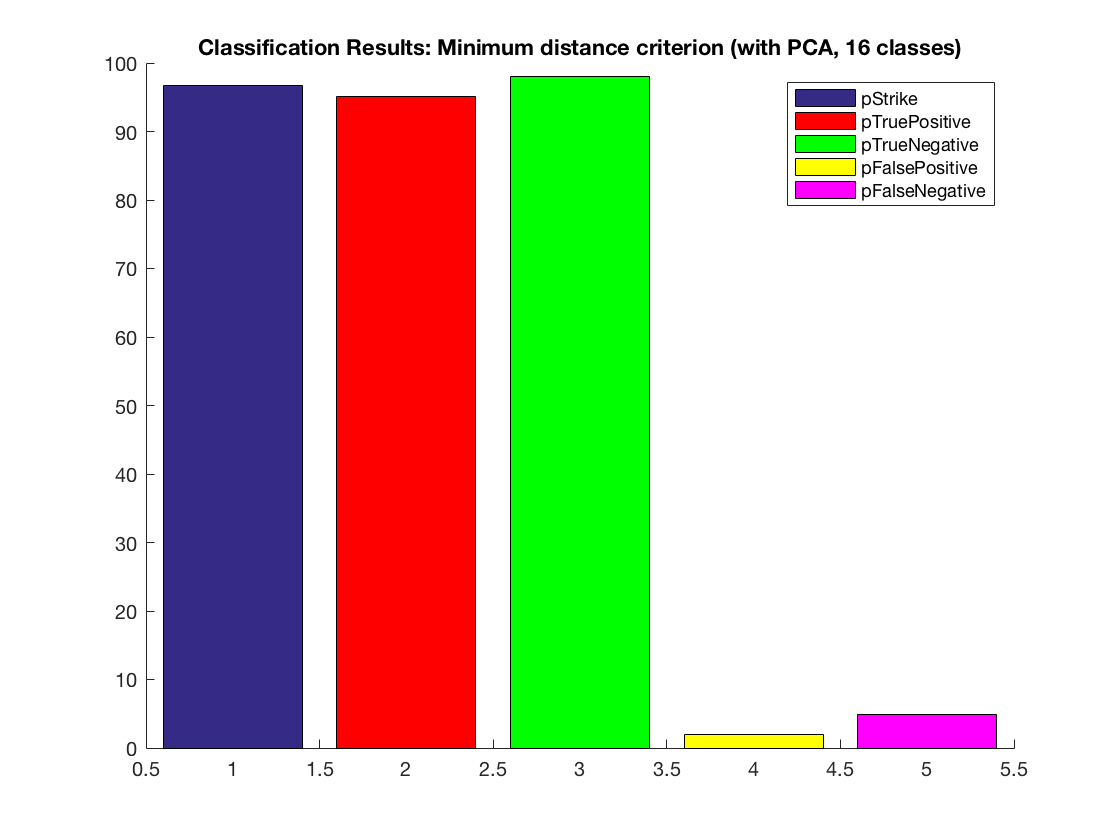 Classification Results: Minimum distance criterion (with PCA, 16 classes)
100
90
80
70
60
50
40
30
20
10
0
pStrike
pTruePositive
pTrueNegative
pFalsePositive
pFalseNegative
0.5 1 1.5 2 2.5 3 3.5 4 4.5 5 5.5